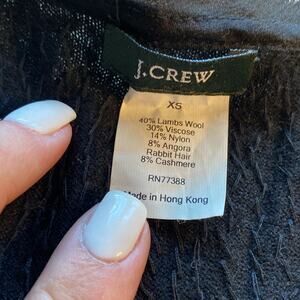 J.CREW
XS
40% Lambs Wool
30% Viscose
14% Nylon
8% Angora
Rabbit Hair
8% Cashmere
RN77388
Made in Hong Kong